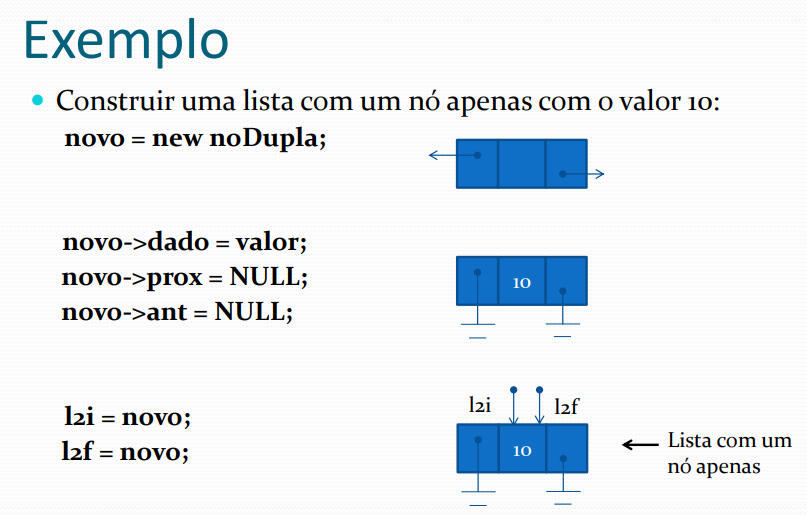 Exemplo
Construir uma lista com um nó apenas com o valor 10:
novo = new noDupla;
novo->dado = valor;
novo->prox = NULL;
novo->ant = NULL;
10
l2i = novo;
l2f = novo;
l2i
l2f
10
Lista com um
nó apenas